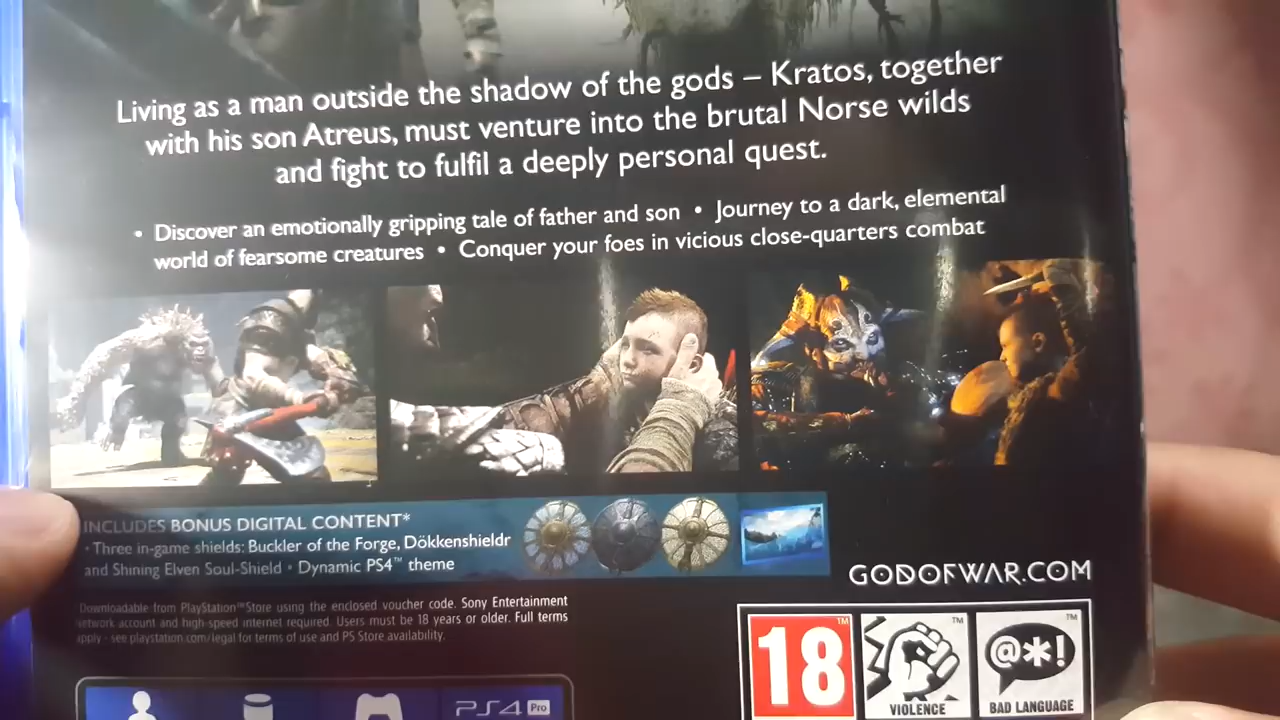 Living as a man outside the shadow of the gods – Kratos, together
with his son Atreus, must venture into the brutal Norse wilds
and fight to fulfil a deeply personal quest.
• Discover an emotionally gripping tale of father and son • Journey to a dark, elemental
world of fearsome creatures • Conquer your foes in vicious close-quarters combat
INCLUDES BONUS DIGITAL CONTENT*
• Three in-game shields: Buckler of the Forge, Dökkenshieldr
and Shining Elven Soul-Shield • Dynamic PS4™ theme
GODOFWAR.COM
Downloadable from PlayStation™Store using the enclosed voucher code. Sony Entertainment
network account and high-speed internet required. Users must be 18 years or older. Full terms
apply - see playstation.com/legal for terms of use and PS Store availability.
18™
™
VIOLENCE
™
@*!
BAD LANGUAGE
PS4 Pro